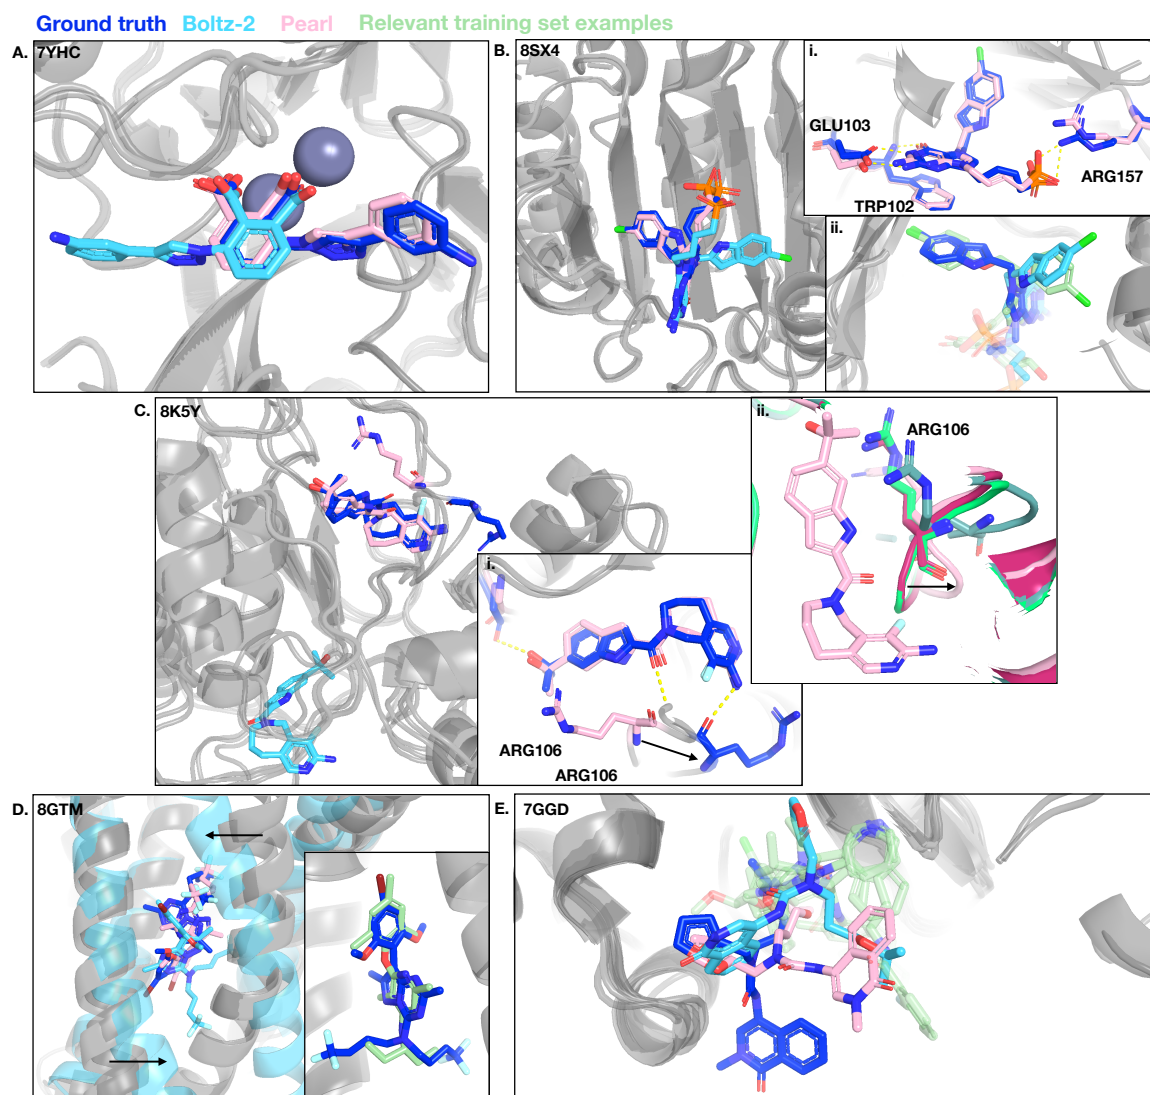 Ground truth Boltz-2 Pearl Relevant training set examples
A. 7YHC
B. 8SX4
i.
GLU103
TRP102
ARG157
ii.
C. 8K5Y
i.
ARG106
ARG106
ii.
ARG106
D. 8GTM
E. 7GGD